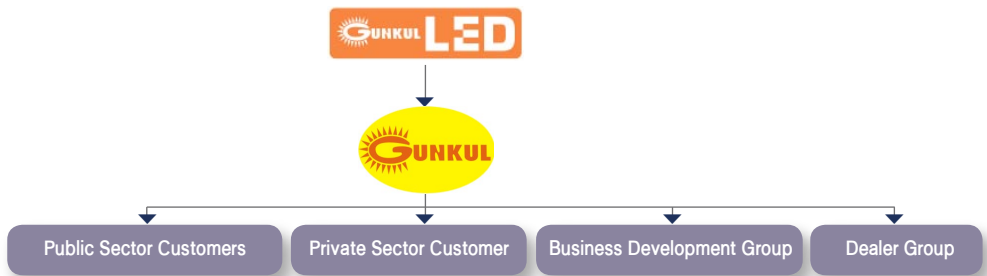 GUNKUL LED
GUNKUL
Public Sector Customers
Private Sector Customer
Business Development Group
Dealer Group